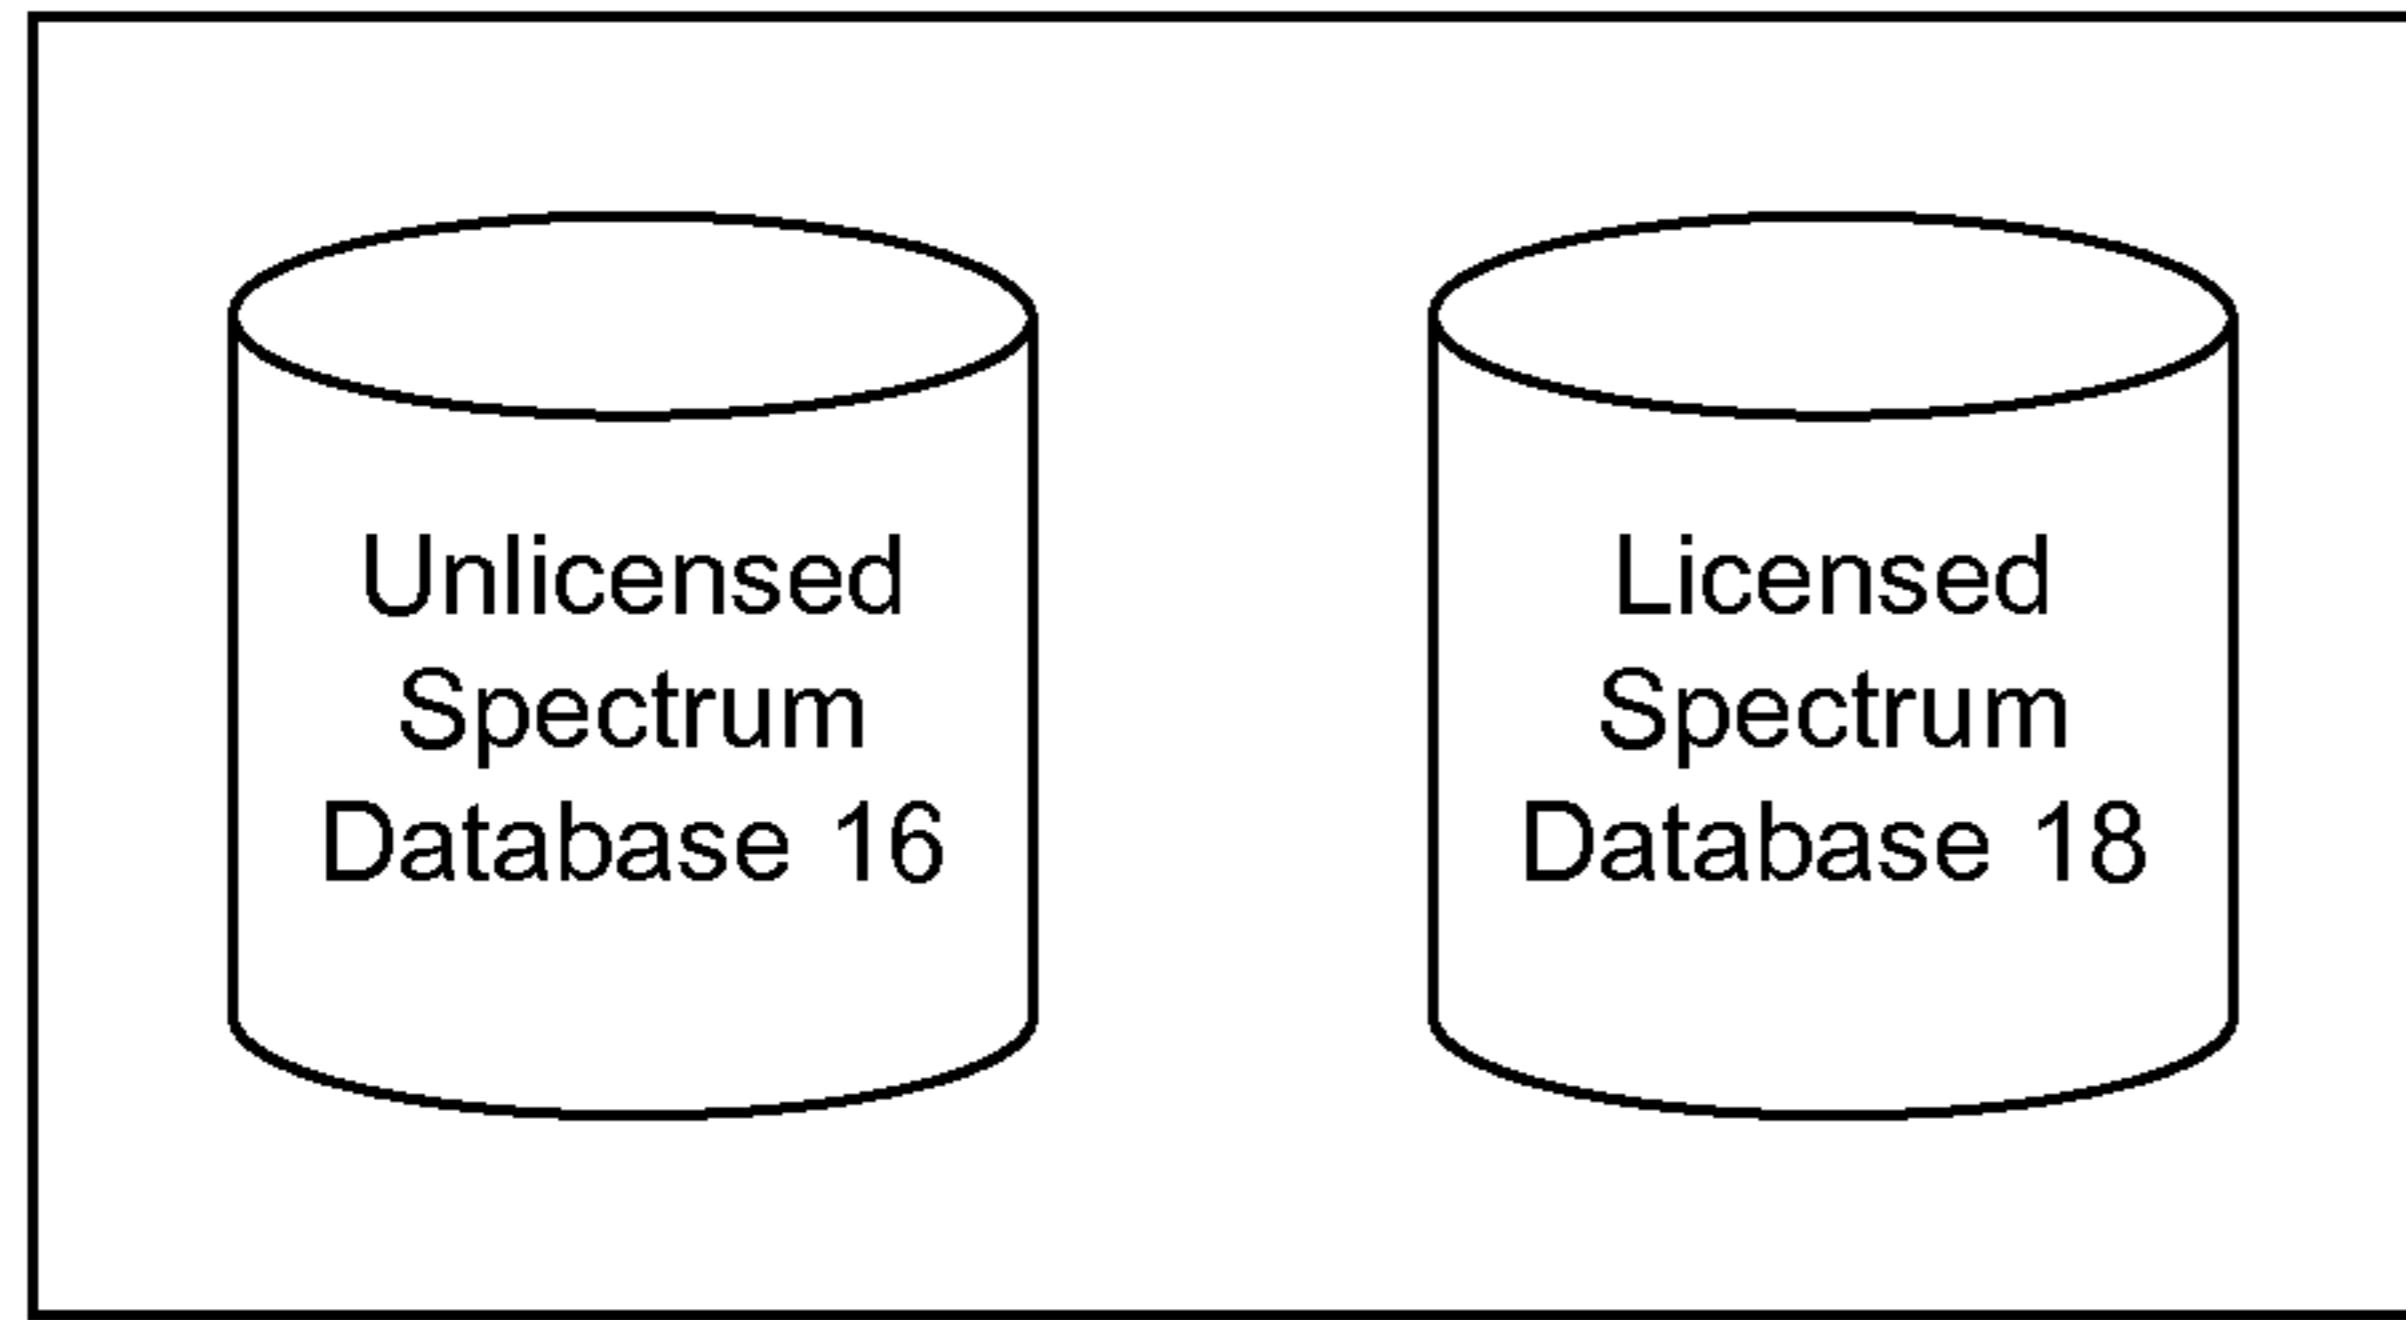 Unlicensed
Spectrum
Database 16
Licensed
Spectrum
Database 18